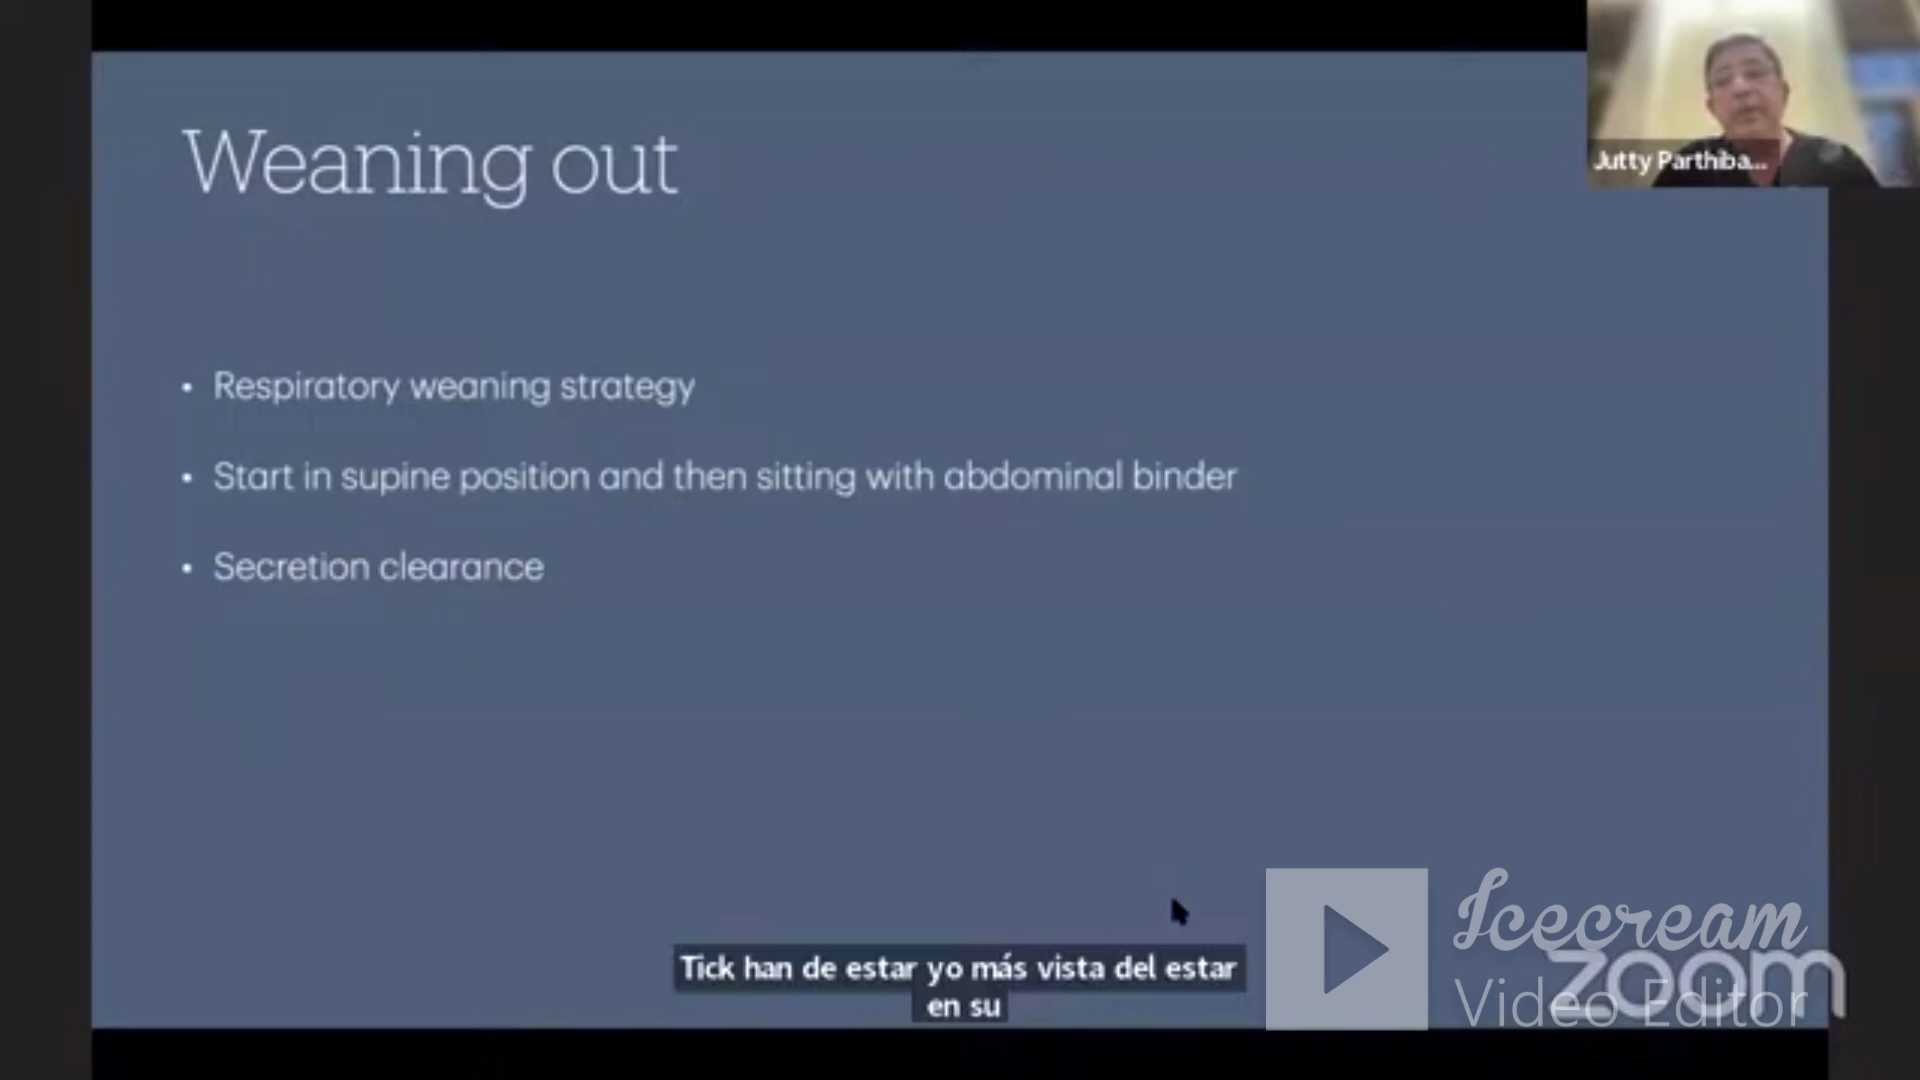 Weaning out
Jutty Parthiba...
• Respiratory weaning strategy
• Start in supine position and then sitting with abdominal binder
• Secretion clearance
Tick han de estar yo más vista del estar
en su
Icecream
Video Editor
zoom